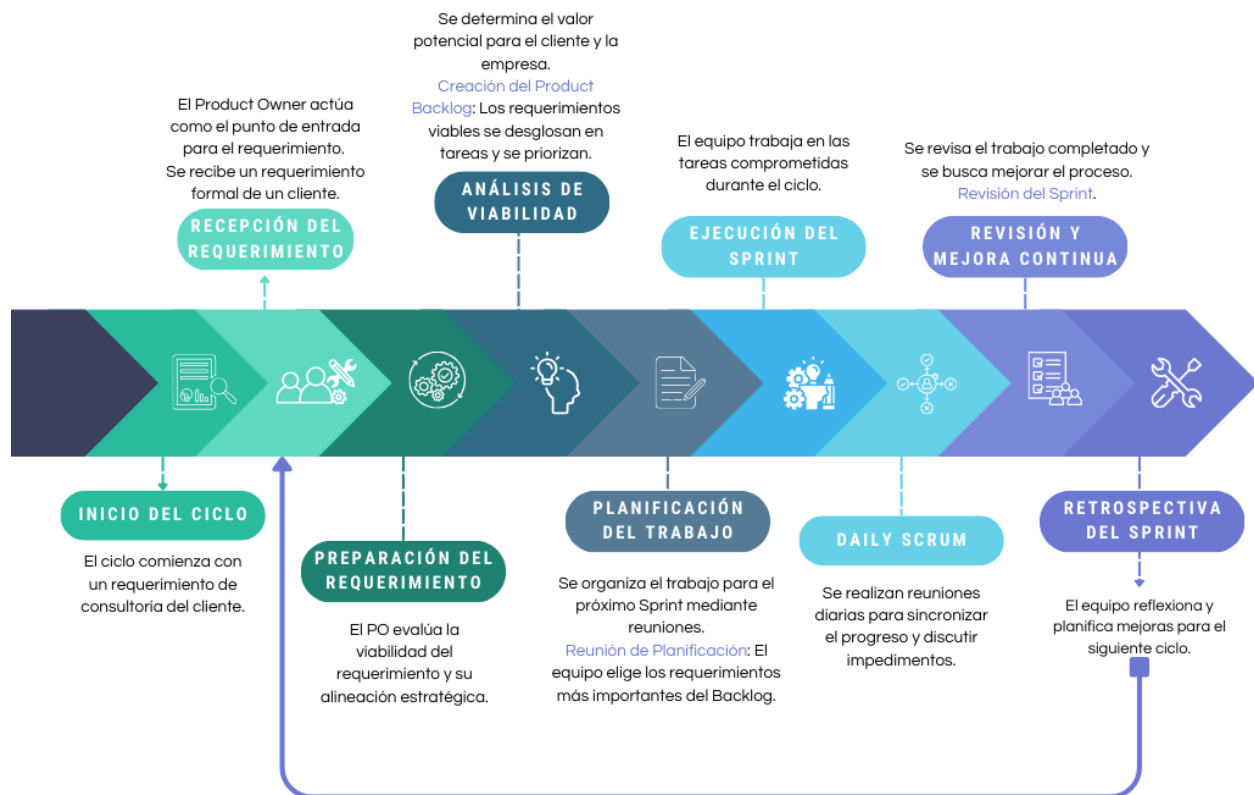 Se determina el valor
potencial para el cliente y la
empresa.
Creación del Product
Backlog: Los requerimientos
viables se desglosan en
tareas y se priorizan.
El Product Owner actúa
como el punto de entrada
para el requerimiento.
Se recibe un requerimiento
formal de un cliente.
El equipo trabaja en las
tareas comprometidas
durante el ciclo.
Se revisa el trabajo completado y
se busca mejorar el proceso.
Revisión del Sprint.
RECEPCIÓN DEL
REQUERIMIENTO
ANÁLISIS DE
VIABILIDAD
EJECUCIÓN DEL
SPRINT
REVISIÓN Y
MEJORA CONTINUA
INICIO DEL CICLO
El ciclo comienza con
un requerimiento de
consultoría del cliente.
PREPARACIÓN DEL
REQUERIMIENTO
El PO evalúa la
viabilidad del
requerimiento y su
alineación estratégica.
PLANIFICACIÓN
DEL TRABAJO
Se organiza el trabajo para el
próximo Sprint mediante
reuniones.
Reunión de Planificación: El
equipo elige los requerimientos
más importantes del Backlog.
DAILY SCRUM
Se realizan reuniones
diarias para sincronizar
el progreso y discutir
impedimentos.
RETROSPECTIVA
DEL SPRINT
El equipo reflexiona y
planifica mejoras para el
siguiente ciclo.